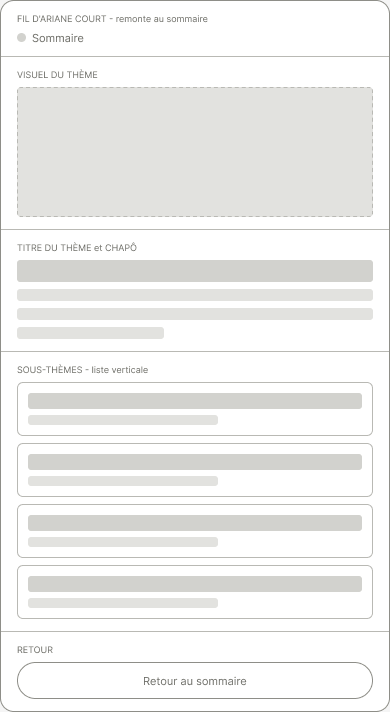 FIL D'ARIANE COURT - remonte au sommaire
Sommaire
VISUEL DU THÈME
TITRE DU THÈME et CHAPÔ
SOUS-THÈMES - liste verticale
RETOUR
Retour au sommaire